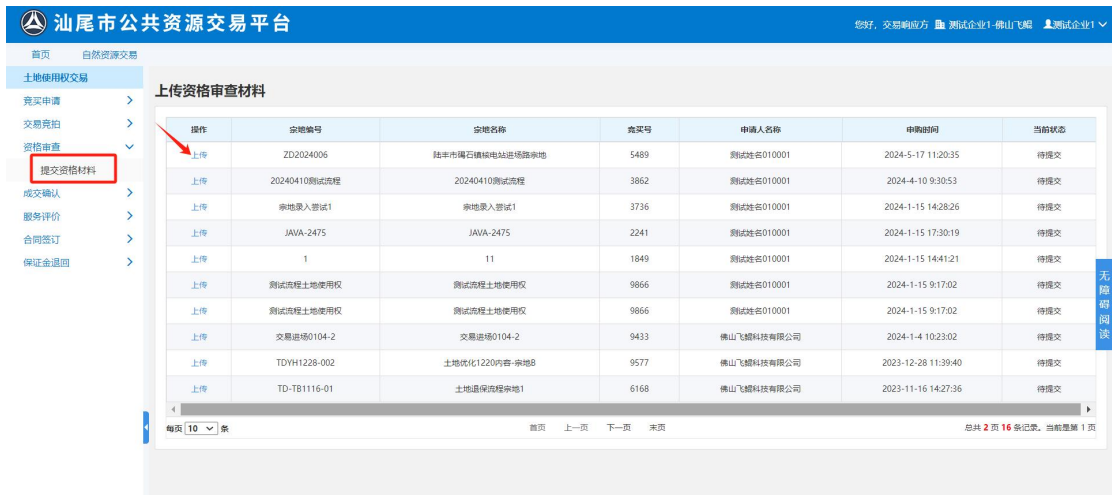 汕尾市公共资源交易平台
您好，交易响应方 测试企业1-佛山飞鲲 测试企业1
首页 自然资源交易
土地使用权交易
竞买申请
交易竞拍
资格审查
提交资格材料
成交确认
服务评价
合同签订
保证金退回
上传资格审查材料
操作 宗地编号 宗地名称 竞买号 申请人名称 申购时间 当前状态
上传 ZD2024006 陆丰市碣石镇核电站进场路宗地 5489 测试姓名010001 2024-5-17 11:20:35 待提交
上传 20240410测试流程 20240410测试流程 3862 测试姓名010001 2024-4-10 9:30:53 待提交
上传 宗地录入尝试1 宗地录入尝试1 3736 测试姓名010001 2024-1-15 14:28:26 待提交
上传 JAVA-2475 JAVA-2475 2241 测试姓名010001 2024-1-15 17:30:19 待提交
上传 1 11 1849 测试姓名010001 2024-1-15 14:41:21 待提交
上传 测试流程土地使用权 测试流程土地使用权 9866 测试姓名010001 2024-1-15 9:17:02 待提交
上传 测试流程土地使用权 测试流程土地使用权 9866 测试姓名010001 2024-1-15 9:17:02 待提交
上传 交易进场0104-2 交易进场0104-2 9433 佛山飞鲲科技有限公司 2024-1-4 10:23:02 待提交
上传 TDYH1228-002 土地优化1220内容-宗地B 9577 佛山飞鲲科技有限公司 2023-12-28 11:39:40 待提交
上传 TD-TB1116-01 土地退保流程宗地1 6168 佛山飞鲲科技有限公司 2023-11-16 14:27:36 待提交
每页 10 条 首页 上一页 下一页 末页 总共 2 页 16 条记录。当前是第 1 页
无障碍阅读